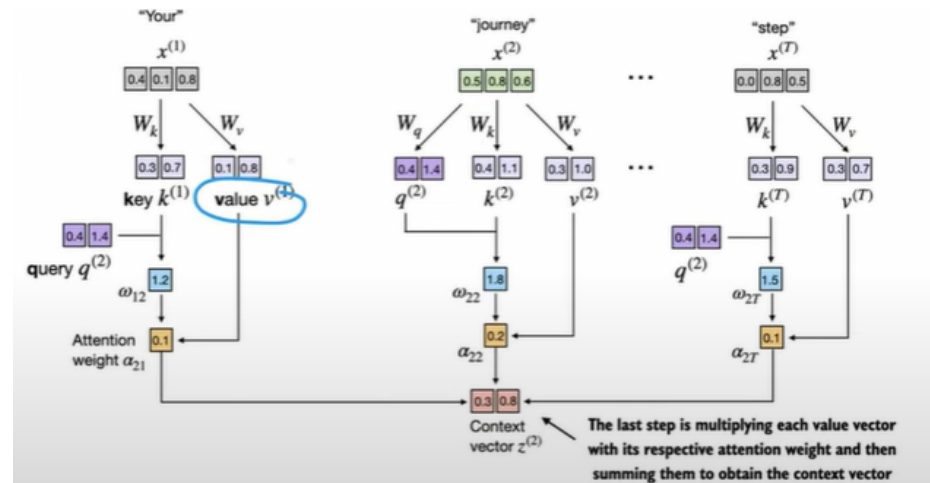 "Your" "journey" "step"
x(1) x(2) x(T)
0.4 0.1 0.8 0.5 0.8 0.6 ... 0.0 0.8 0.5
Wk Wv Wq Wk Wv Wk Wv
0.3 0.7 0.1 0.8 0.4 1.4 0.4 1.1 0.3 1.0 ... 0.3 0.9 0.3 0.7
key k(1) value v(1) q(2) k(2) v(2) k(T) v(T)
0.4 1.4 0.4 1.4
query q(2) q(2)
1.2 1.8 1.5
ω12 ω22 ω2T
Attention 0.1 0.2 0.1
weight α21 α22 α2T
0.3 0.8
Context
vector z(2)
The last step is multiplying each value vector
with its respective attention weight and then
summing them to obtain the context vector